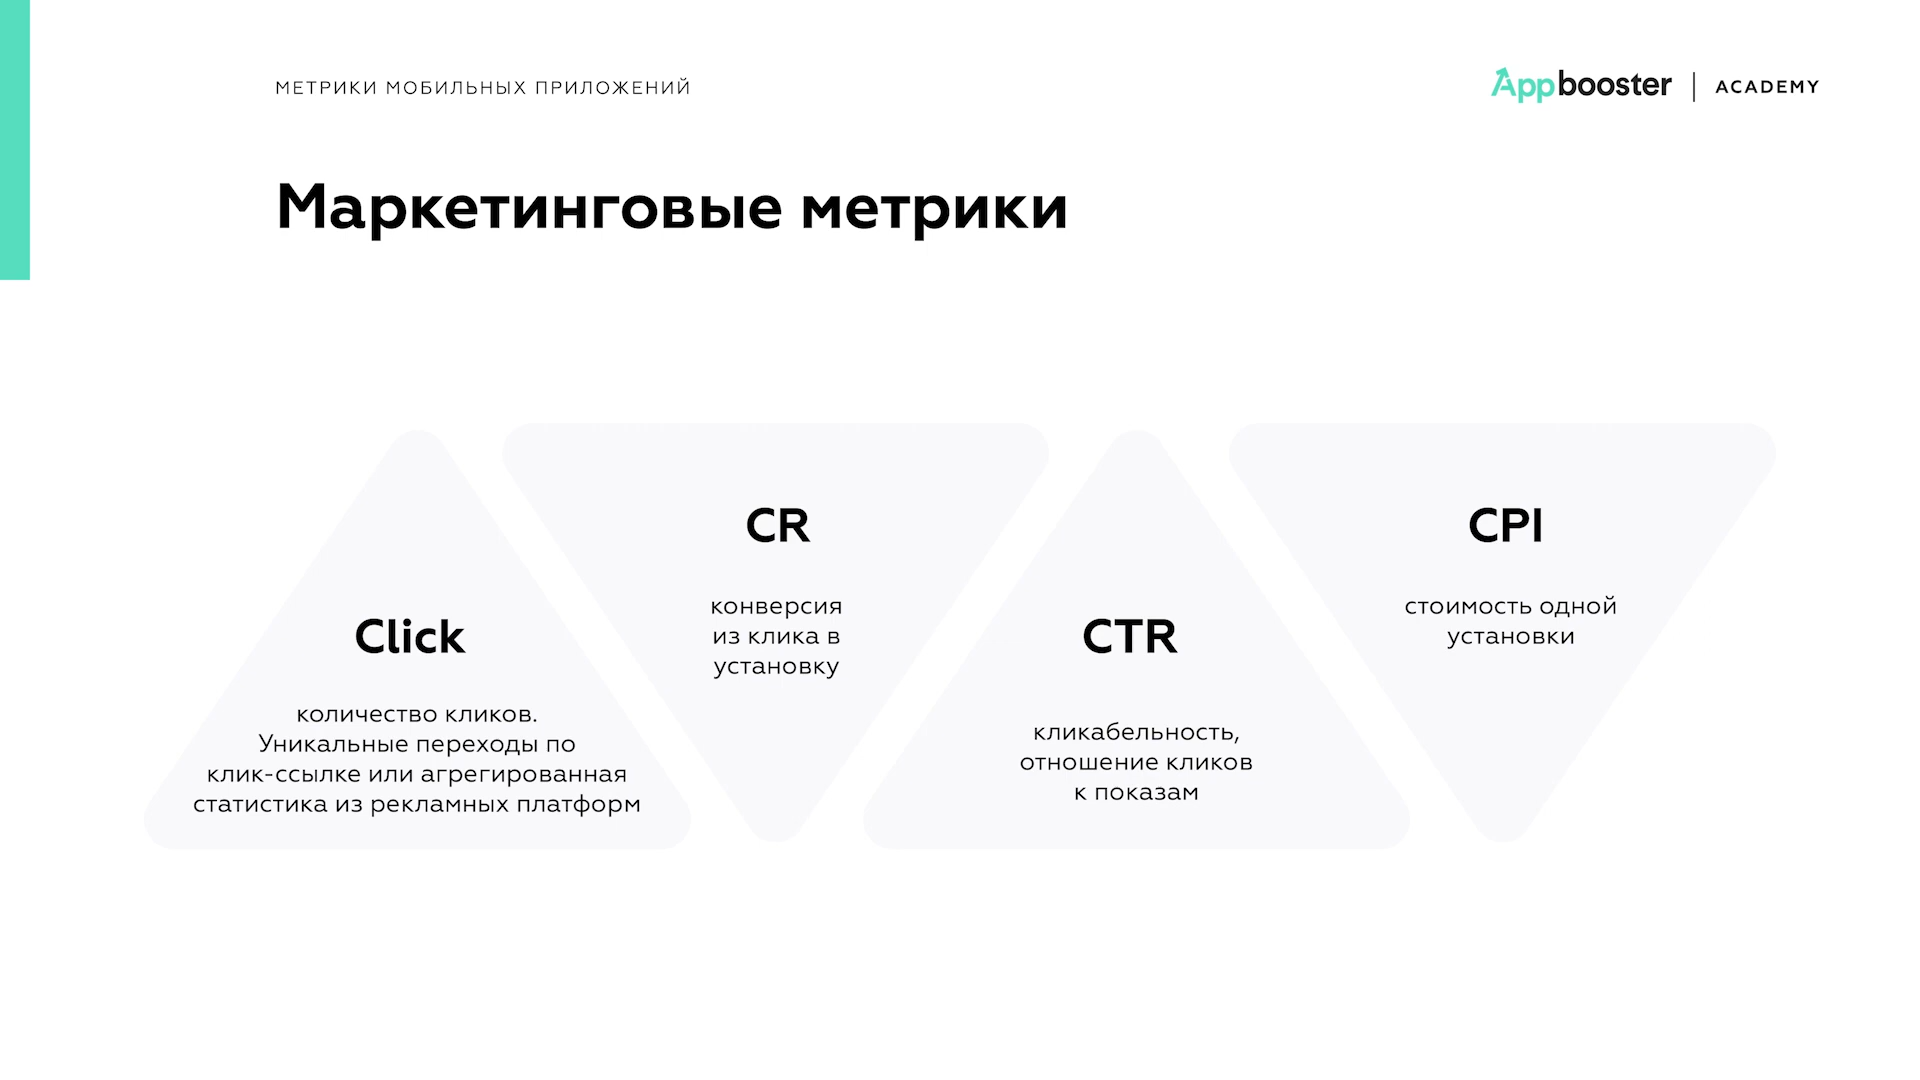 МЕТРИКИ МОБИЛЬНЫХ ПРИЛОЖЕНИЙ
Appbooster | ACADEMY
Маркетинговые метрики
Click
количество кликов.
Уникальные переходы по
клик-ссылке или агрегированная
статистика из рекламных платформ
CR
конверсия
из клика в
установку
CTR
кликабельность,
отношение кликов
к показам
CPI
стоимость одной
установки